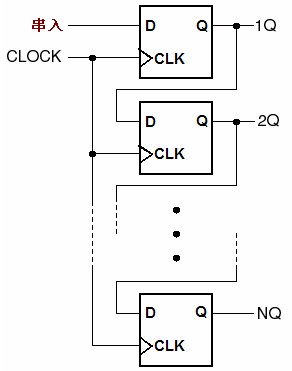 串入 D Q 1Q
CLOCK CLK
D Q 2Q
CLK
D Q NQ
CLK